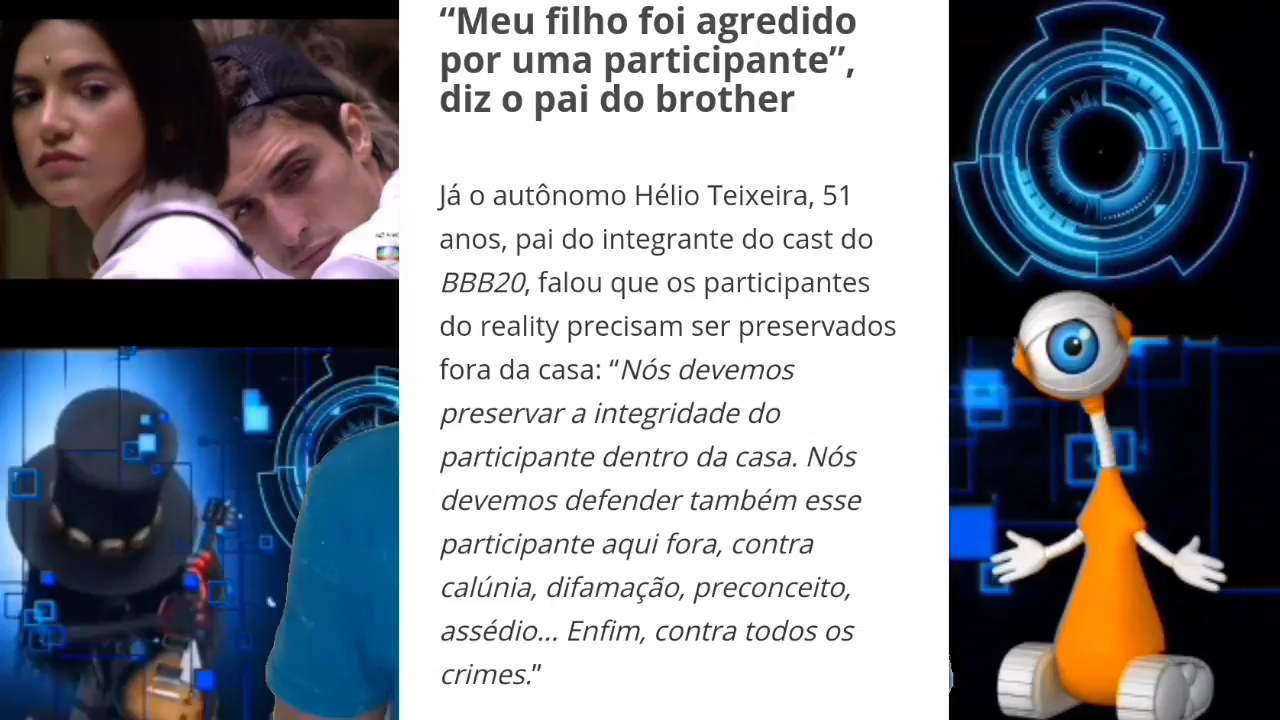 “Meu filho foi agredido
por uma participante”,
diz o pai do brother
Já o autônomo Hélio Teixeira, 51
anos, pai do integrante do cast do
BBB20, falou que os participantes
do reality precisam ser preservados
fora da casa: “Nós devemos
preservar a integridade do
participante dentro da casa. Nós
devemos defender também esse
participante aqui fora, contra
calúnia, difamação, preconceito,
assédio... Enfim, contra todos os
crimes.”